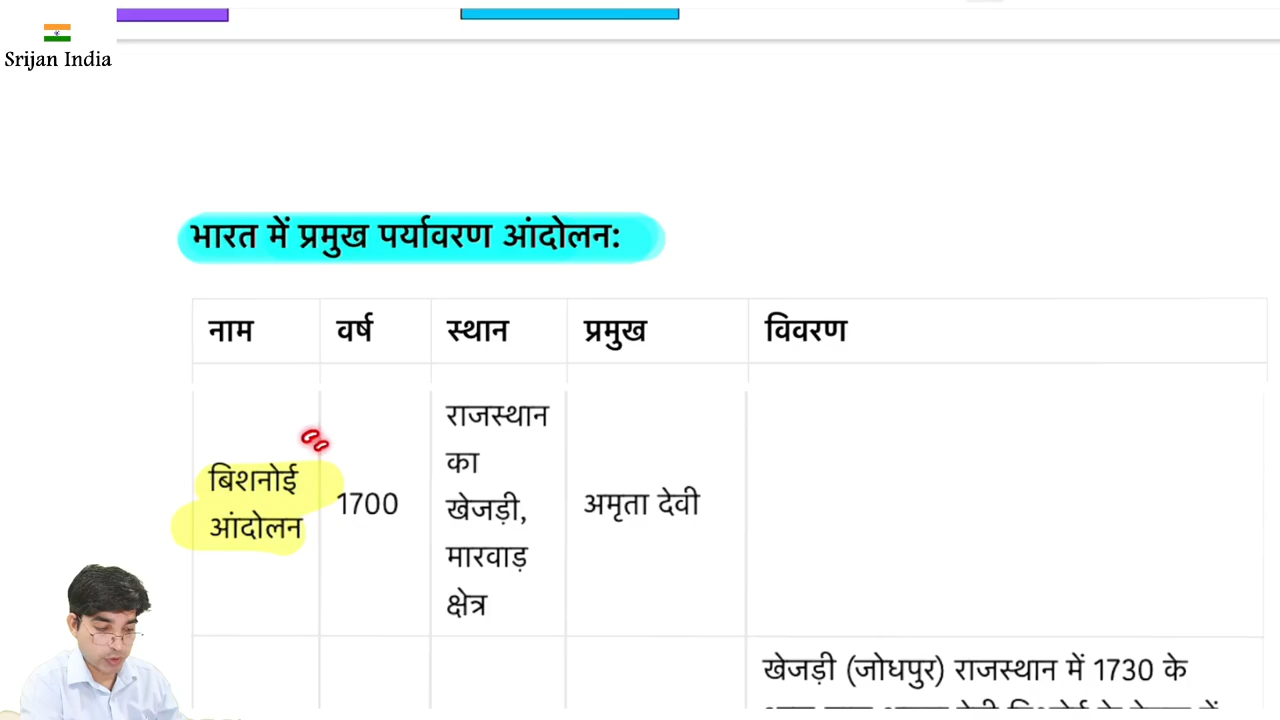 Srijan India
भारत में प्रमुख पर्यावरण आंदोलन:
नाम
वर्ष
स्थान
प्रमुख
विवरण
बिशनोई
आंदोलन
1700
राजस्थान
का
खेजड़ी,
मारवाड़
क्षेत्र
अमृता देवी
खेजड़ी (जोधपुर) राजस्थान में 1730 के